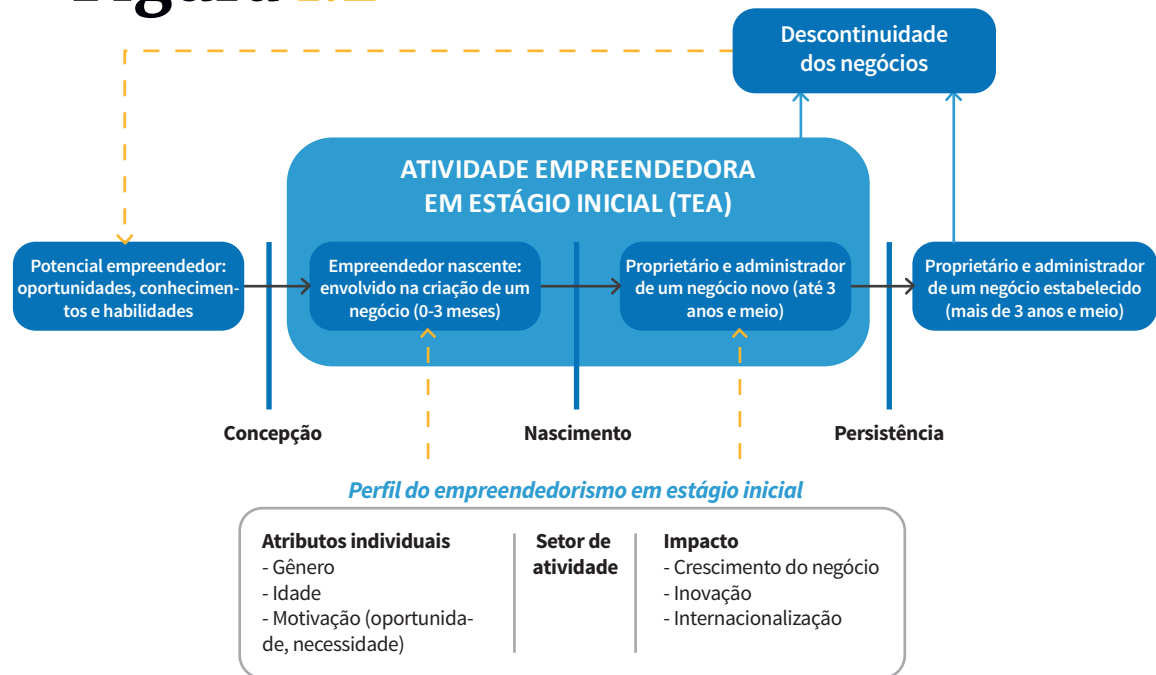 Descontinuidade
dos negócios
ATIVIDADE EMPREENDEDORA
EM ESTÁGIO INICIAL (TEA)
Potencial empreendedor:
oportunidades, conhecimen-
tos e habilidades
Empreendedor nascente:
envolvido na criação de um
negócio (0-3 meses)
Proprietário e administrador
de um negócio novo (até 3
anos e meio)
Proprietário e administrador
de um negócio estabelecido
(mais de 3 anos e meio)
Concepção
Nascimento
Persistência
Perfil do empreendedorismo em estágio inicial
Atributos individuais
- Gênero
- Idade
- Motivação (oportunida-
de, necessidade)
Setor de
atividade
Impacto
- Crescimento do negócio
- Inovação
- Internacionalização